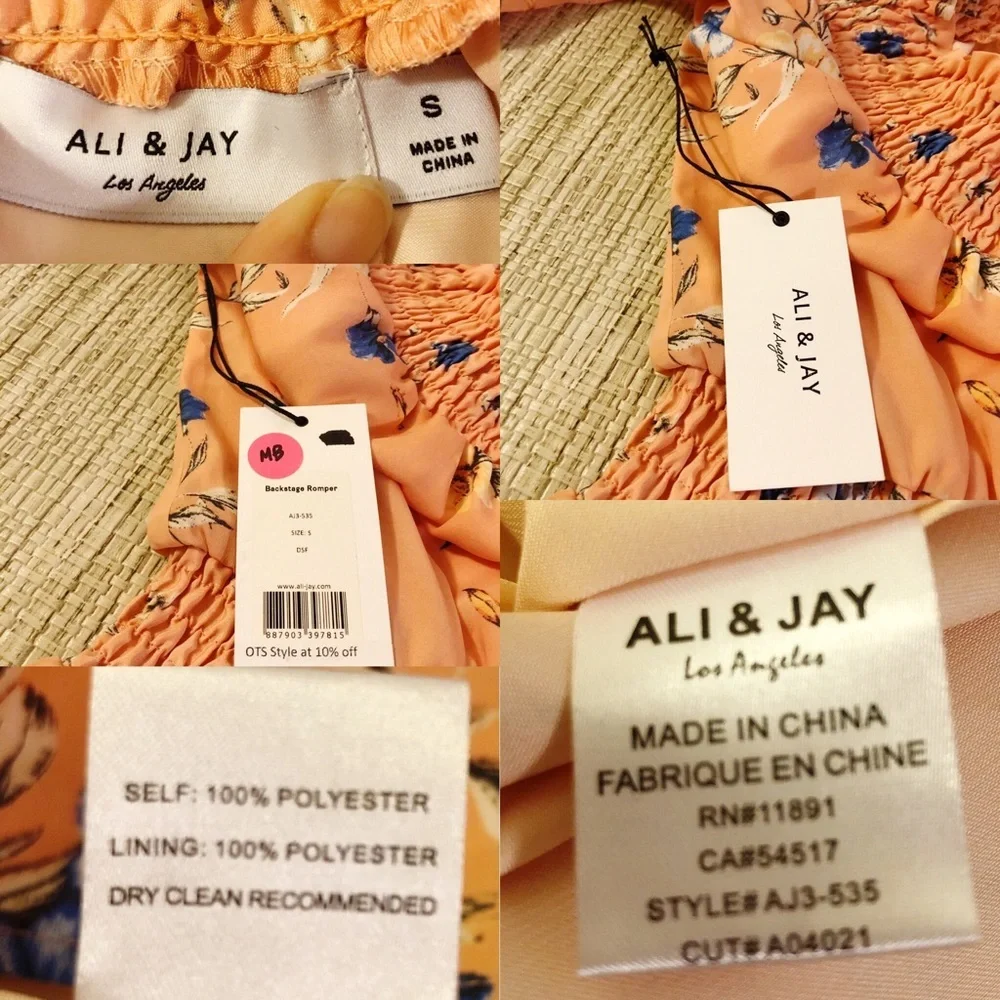 ALI & JAY
Los Angeles
S
MADE IN
CHINA
ALI & JAY
Los Angeles
MB
Backstage Romper
AJ3-535
SIZE: S
DSF
www.ali-jay.com
887903 397815
OTS Style at 10% off
SELF: 100% POLYESTER
LINING: 100% POLYESTER
DRY CLEAN RECOMMENDED
ALI & JAY
Los Angeles
MADE IN CHINA
FABRIQUE EN CHINE
RN#11891
CA#54517
STYLE# AJ3-535
CUT# A04021